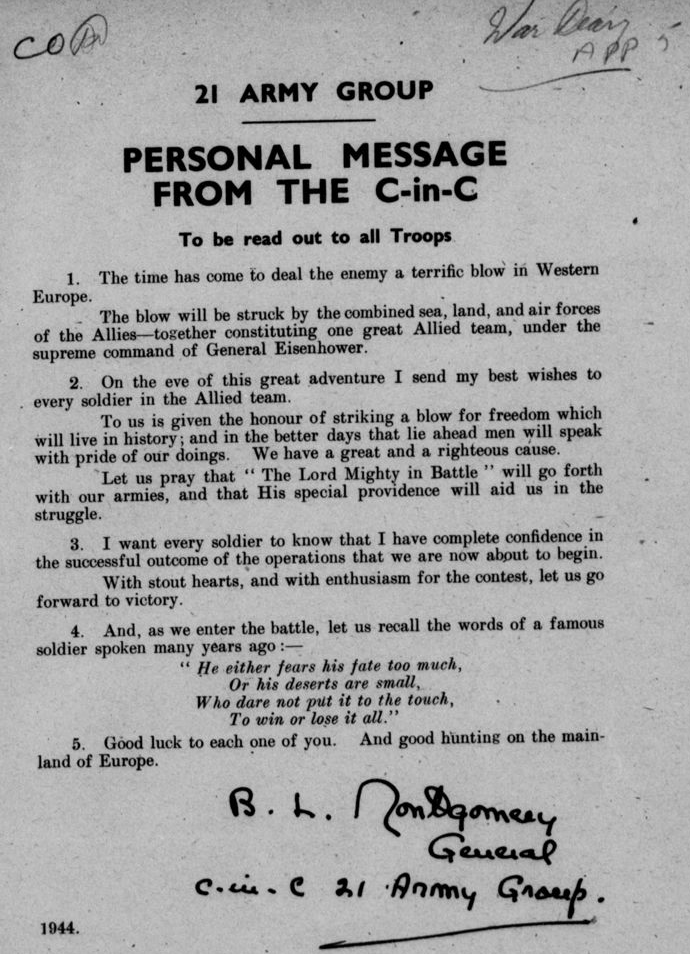 COPY
War Diary
APP 5
21 ARMY GROUP
PERSONAL MESSAGE
FROM THE C-in-C
To be read out to all Troops
1. The time has come to deal the enemy a terrific blow in Western
Europe.
The blow will be struck by the combined sea, land, and air forces
of the Allies—together constituting one great Allied team, under the
supreme command of General Eisenhower.
2. On the eve of this great adventure I send my best wishes to
every soldier in the Allied team.
To us is given the honour of striking a blow for freedom which
will live in history; and in the better days that lie ahead men will speak
with pride of our doings. We have a great and a righteous cause.
Let us pray that “ The Lord Mighty in Battle ” will go forth
with our armies, and that His special providence will aid us in the
struggle.
3. I want every soldier to know that I have complete confidence in
the successful outcome of the operations that we are now about to begin.
With stout hearts, and with enthusiasm for the contest, let us go
forward to victory.
4. And, as we enter the battle, let us recall the words of a famous
soldier spoken many years ago :—
“ He either fears his fate too much,
Or his deserts are small,
Who dare not put it to the touch,
To win or lose it all.”
5. Good luck to each one of you. And good hunting on the main-
land of Europe.
B. L. Montgomery
General
C.-in-C 21 Army Group.
1944.